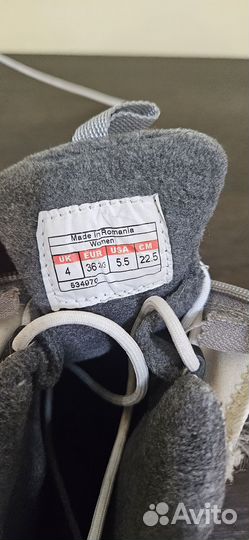 Made In Romania
Women
UK EUR USA CM
4 36 2/3 5.5 22.5
534970
Avito